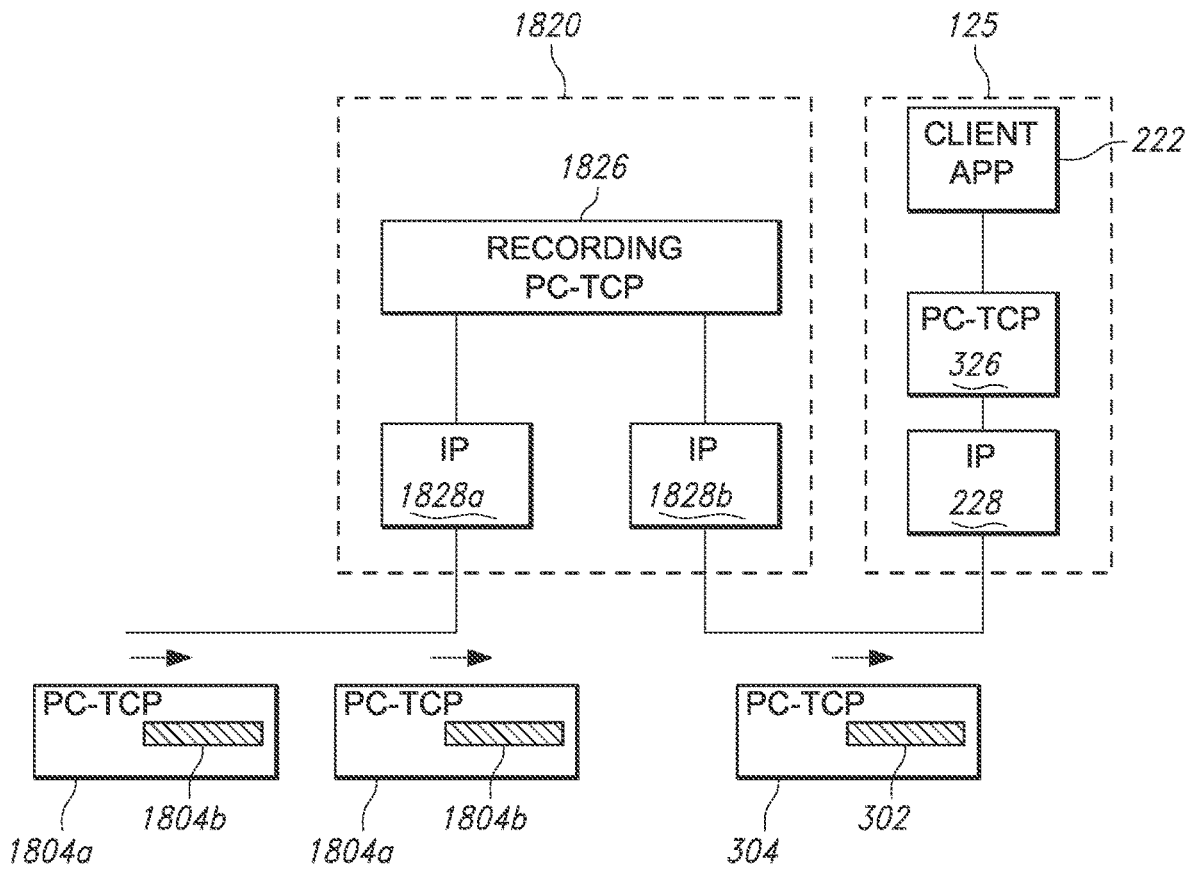 1820
125
CLIENT
APP
222
1826
RECORDING
PC-TCP
PC-TCP
326
IP
1828a
IP
1828b
IP
228
PC-TCP
PC-TCP
PC-TCP
1804b
1804b
302
1804a
1804a
304